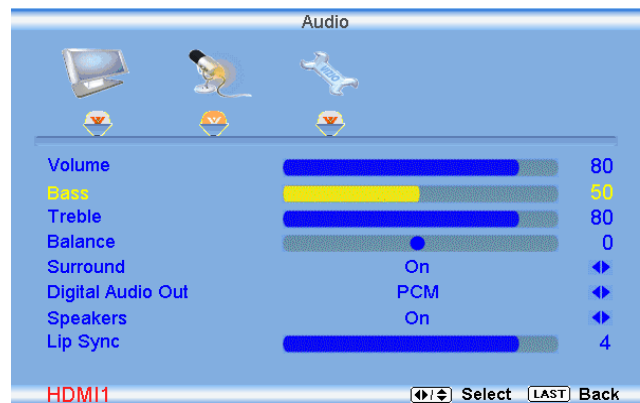 Audio
VIZIO
Volume 80
Bass 50
Treble 80
Balance 0
Surround On
Digital Audio Out PCM
Speakers On
Lip Sync 4
HDMI1 Select LAST Back